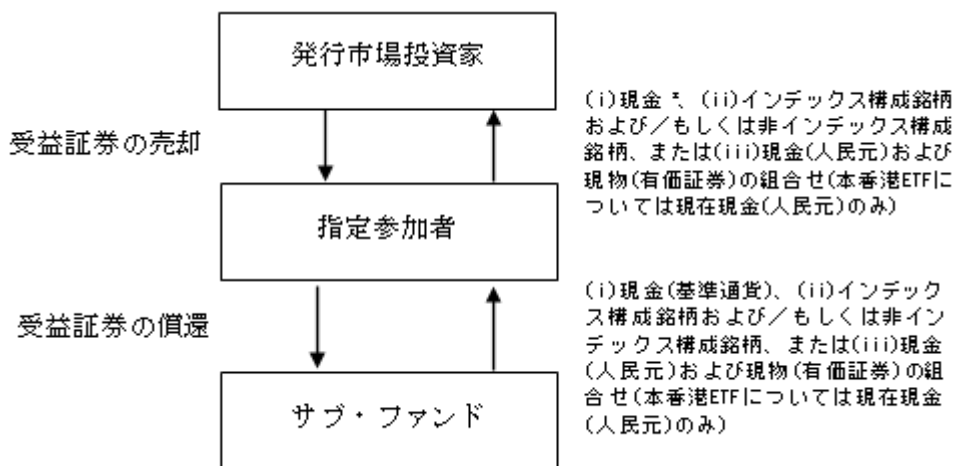 発行市場投資家
受益証券の売却
(i)現金*、(ii)インデックス構成銘柄
および/もしくは非インデックス構成
銘柄、または(iii)現金(人民元)および
現物(有価証券)の組合せ(本香港ETFに
ついては現在現金(人民元)のみ)
指定参加者
受益証券の償還
(i)現金(基準通貨)、(ii)インデック
ス構成銘柄および/もしくは非イン
デックス構成銘柄、または(iii)現金
(人民元)および現物(有価証券)の組
合せ(本香港ETFについては現在現金
(人民元)のみ)
サブ・ファンド